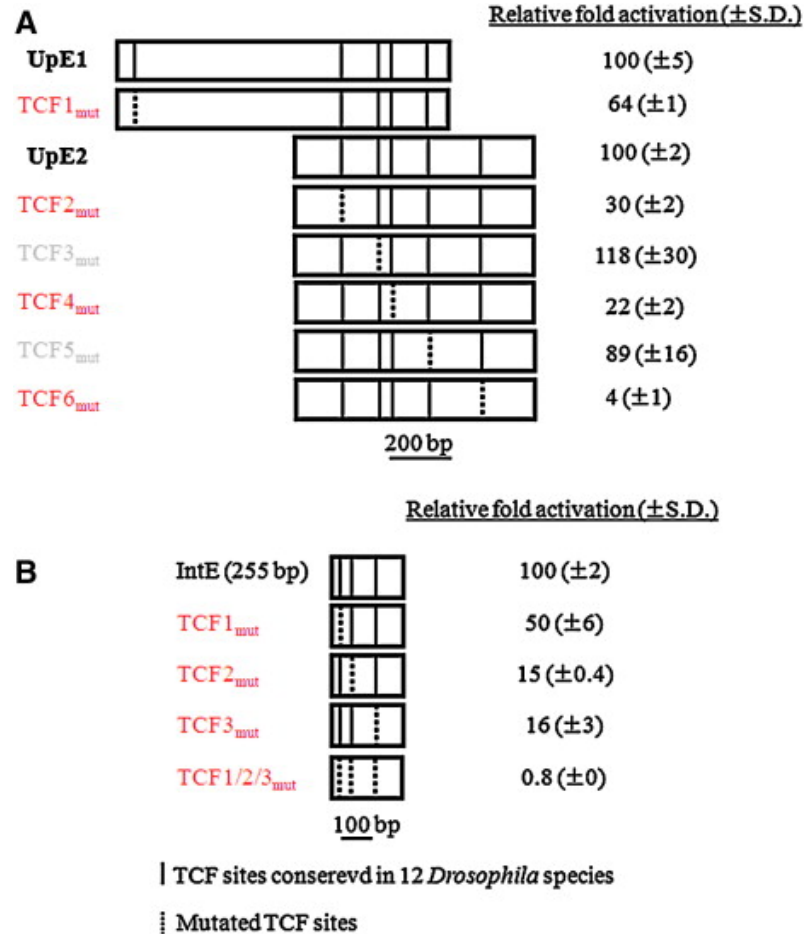 A
Relative fold activation (±S.D.)
UpE1 100 (±5)
TCF1mut 64 (±1)
UpE2 100 (±2)
TCF2mut 30 (±2)
TCF3mut 118 (±30)
TCF4mut 22 (±2)
TCF5mut 89 (±16)
TCF6mut 4 (±1)
200 bp
Relative fold activation (±S.D.)
B
IntE (255 bp) 100 (±2)
TCF1mut 50 (±6)
TCF2mut 15 (±0.4)
TCF3mut 16 (±3)
TCF1/2/3mut 0.8 (±0)
100 bp
TCF sites conserevd in 12 Drosophila species
Mutated TCF sites